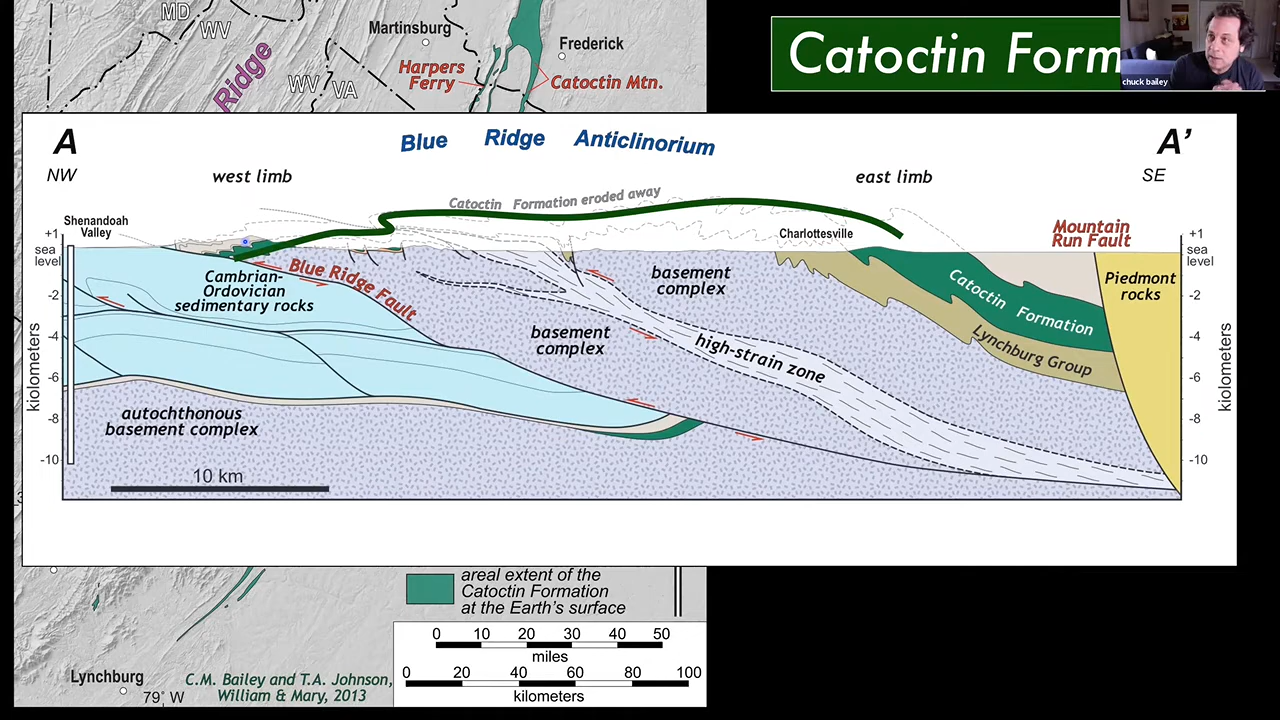 MD
WV
Ridge
WV
VA
Martinsburg
Frederick
Harpers
Ferry
Catoctin Mtn.
Catoctin Form
chuck bailey
A
NW
Blue Ridge Anticlinorium
A'
SE
west limb
east limb
Catoctin Formation eroded away
Shenandoah
Valley
Charlottesville
Mountain
Run Fault
+1
sea
level
-2
-4
-6
-8
-10
kiolometers
Cambrian-
Ordovician
sedimentary rocks
Blue Ridge Fault
basement
complex
basement
complex
high-strain zone
Catoctin Formation
Lynchburg Group
Piedmont
rocks
+1
sea
level
-2
-4
-6
-8
-10
kiolometers
autochthonous
basement complex
10 km
areal extent of the
Catoctin Formation
at the Earth's surface
0 10 20 30 40 50
miles
0 20 40 60 80 100
kilometers
Lynchburg
79° W
C.M. Bailey and T.A. Johnson,
William & Mary, 2013